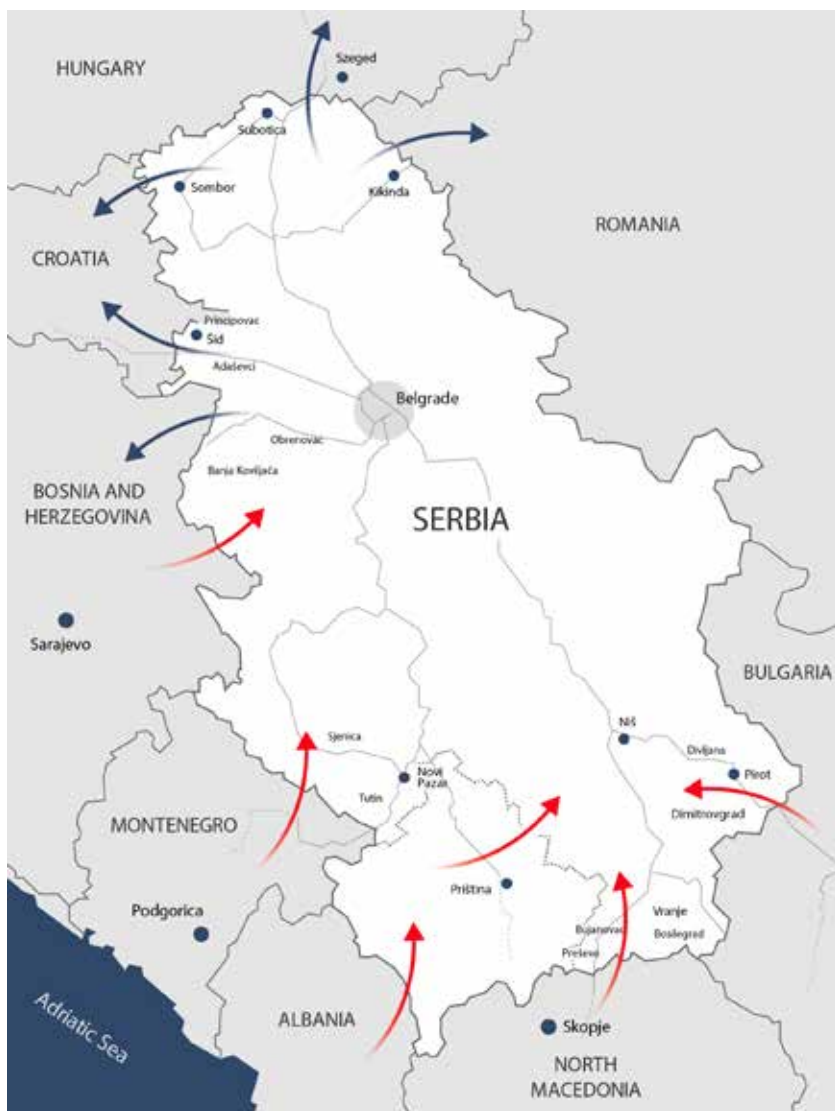 HUNGARY
Szeged
Subotica
Sombor
Kikinda
ROMANIA
CROATIA
Principovac
Šid
Adaševci
Belgrade
Obrenovac
Banja Koviljača
BOSNIA AND
HERZEGOVINA
SERBIA
Sarajevo
BULGARIA
Niš
Divljana
Sjenica
Novi
Pazar
Pirot
Tutin
Dimitrovgrad
MONTENEGRO
Priština
Podgorica
Vranje
Bujanovac
Bosilegrad
Preševo
Adriatic Sea
ALBANIA
Skopje
NORTH
MACEDONIA